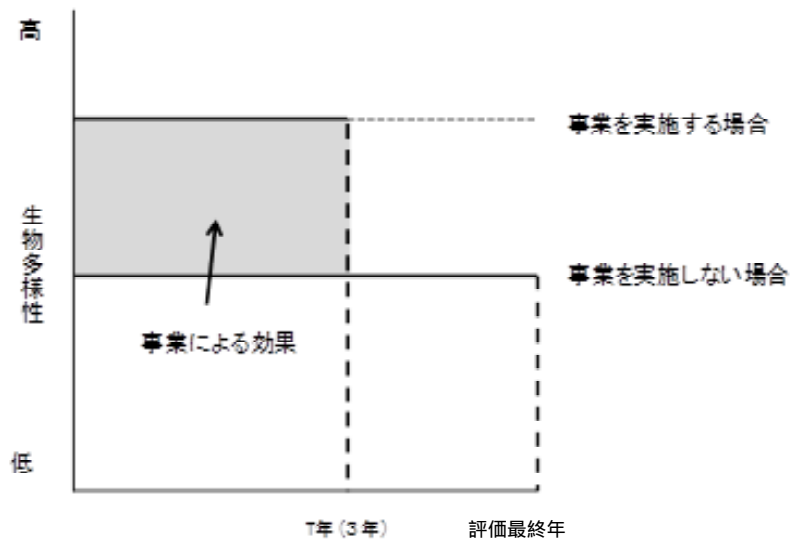 高
事業を実施する場合
生物多様性
事業を実施しない場合
事業による効果
低
T年(3年)
評価最終年